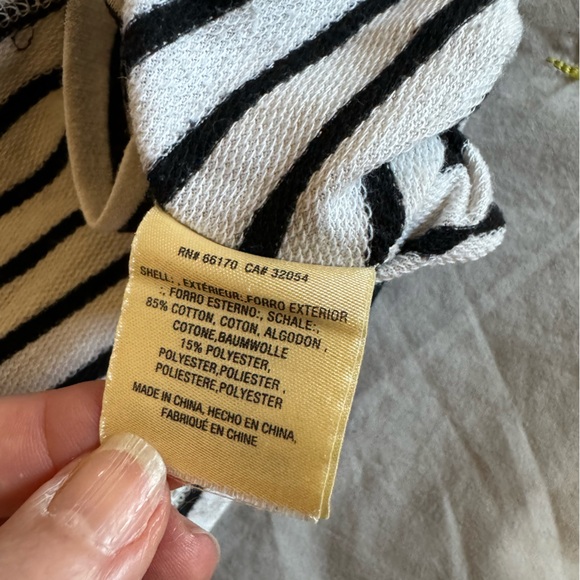 RN# 66170 CA# 32054
SHELL: , EXTÉRIEUR:,FORRO EXTERIOR
:, FORRO ESTERNO:, SCHALE:,
85% COTTON, COTON, ALGODON ,
COTONE,BAUMWOLLE
15% POLYESTER,
POLYESTER,POLIESTER ,
POLIESTERE,POLYESTER
MADE IN CHINA, HECHO EN CHINA,
FABRIQUÉ EN CHINE